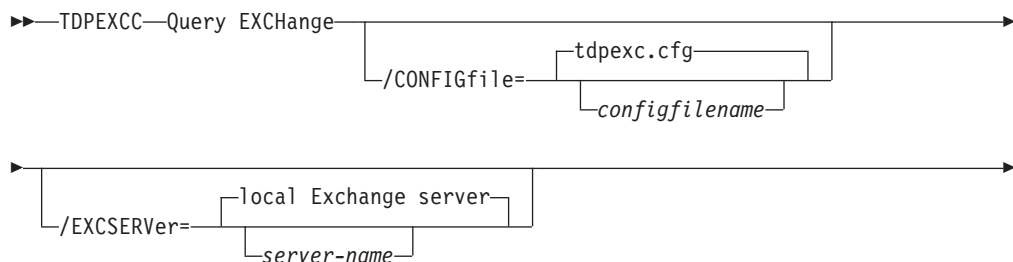 TDPEXCC Query EXCHange
tdpexc.cfg
/CONFIGfile=
configfilename
local Exchange server
/EXCSERVer=
server-name